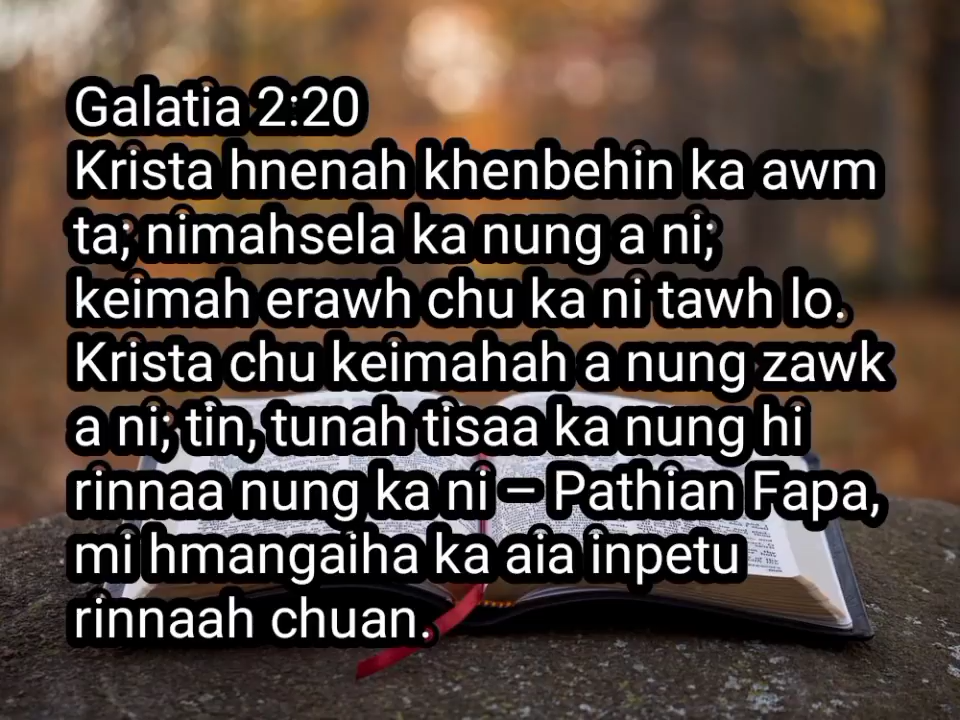 Galatia 2:20
Krista hnenah khenbehin ka awm
ta; nimahsela ka nung a ni;
keimah erawh chu ka ni tawh lo.
Krista chu keimahah a nung zawk
a ni; tin, tunah tisaa ka nung hi
rinnaa nung ka ni – Pathian Fapa,
mi hmangaiha ka aia inpetu
rinnaah chuan.